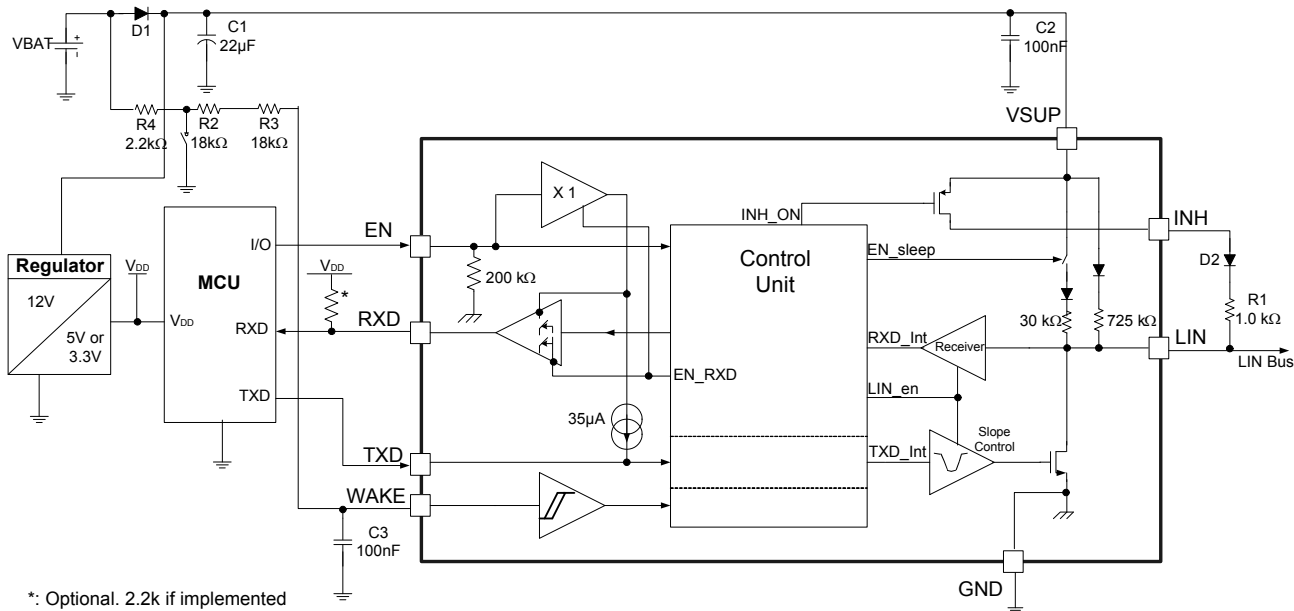 VBAT
+
-
D1
C1
22µF
C2
100nF
R4
2.2kΩ
R2
18kΩ
R3
18kΩ
VSUP
X 1
INH_ON
INH
I/O
EN
EN_sleep
Control
Unit
D2
Regulator
VDD
MCU
VDD
200 kΩ
12V
5V or
3.3V
VDD
*
RXD
RXD
RXD_Int
Receiver
30 kΩ
725 kΩ
R1
1.0 kΩ
LIN
LIN Bus
EN_RXD
LIN_en
TXD
35µA
Slope
Control
TXD
TXD_Int
WAKE
C3
100nF
GND
*: Optional. 2.2k if implemented